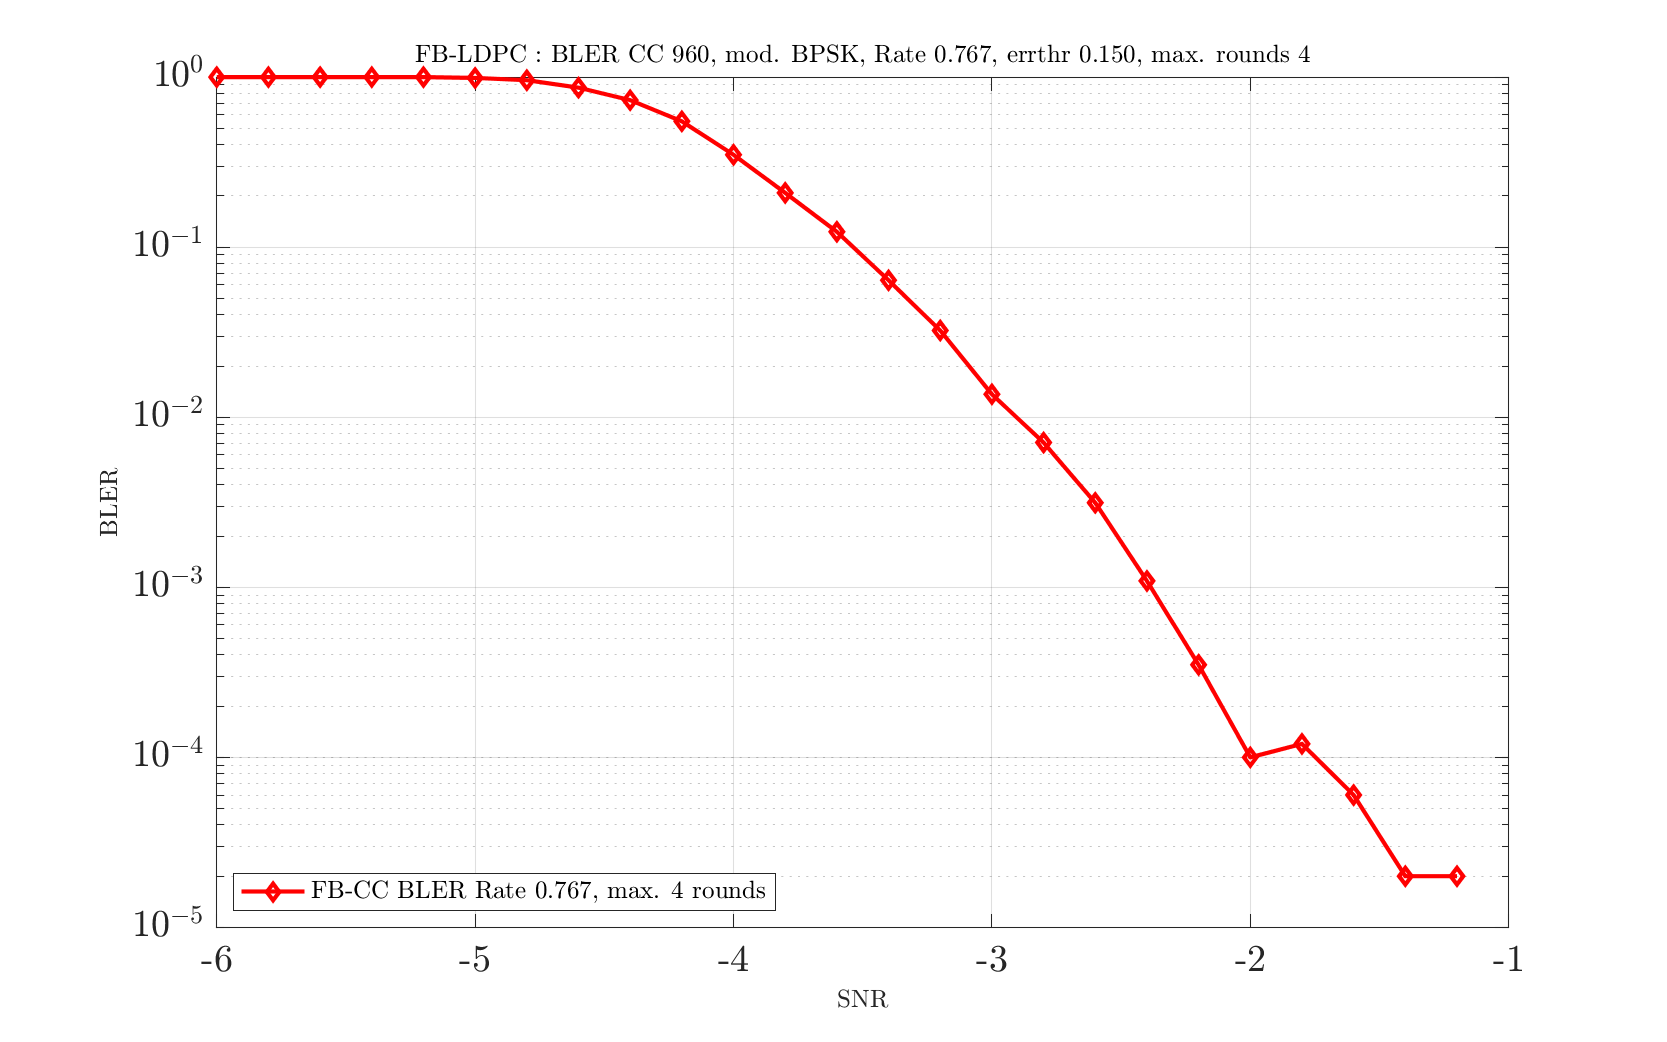 FB-LDPC : BLER CC 960, mod. BPSK, Rate 0.767, errthr 0.150, max. rounds 4
10^0
10^{-1}
10^{-2}
10^{-3}
10^{-4}
10^{-5}
BLER
FB-CC BLER Rate 0.767, max. 4 rounds
-6 -5 -4 -3 -2 -1
SNR